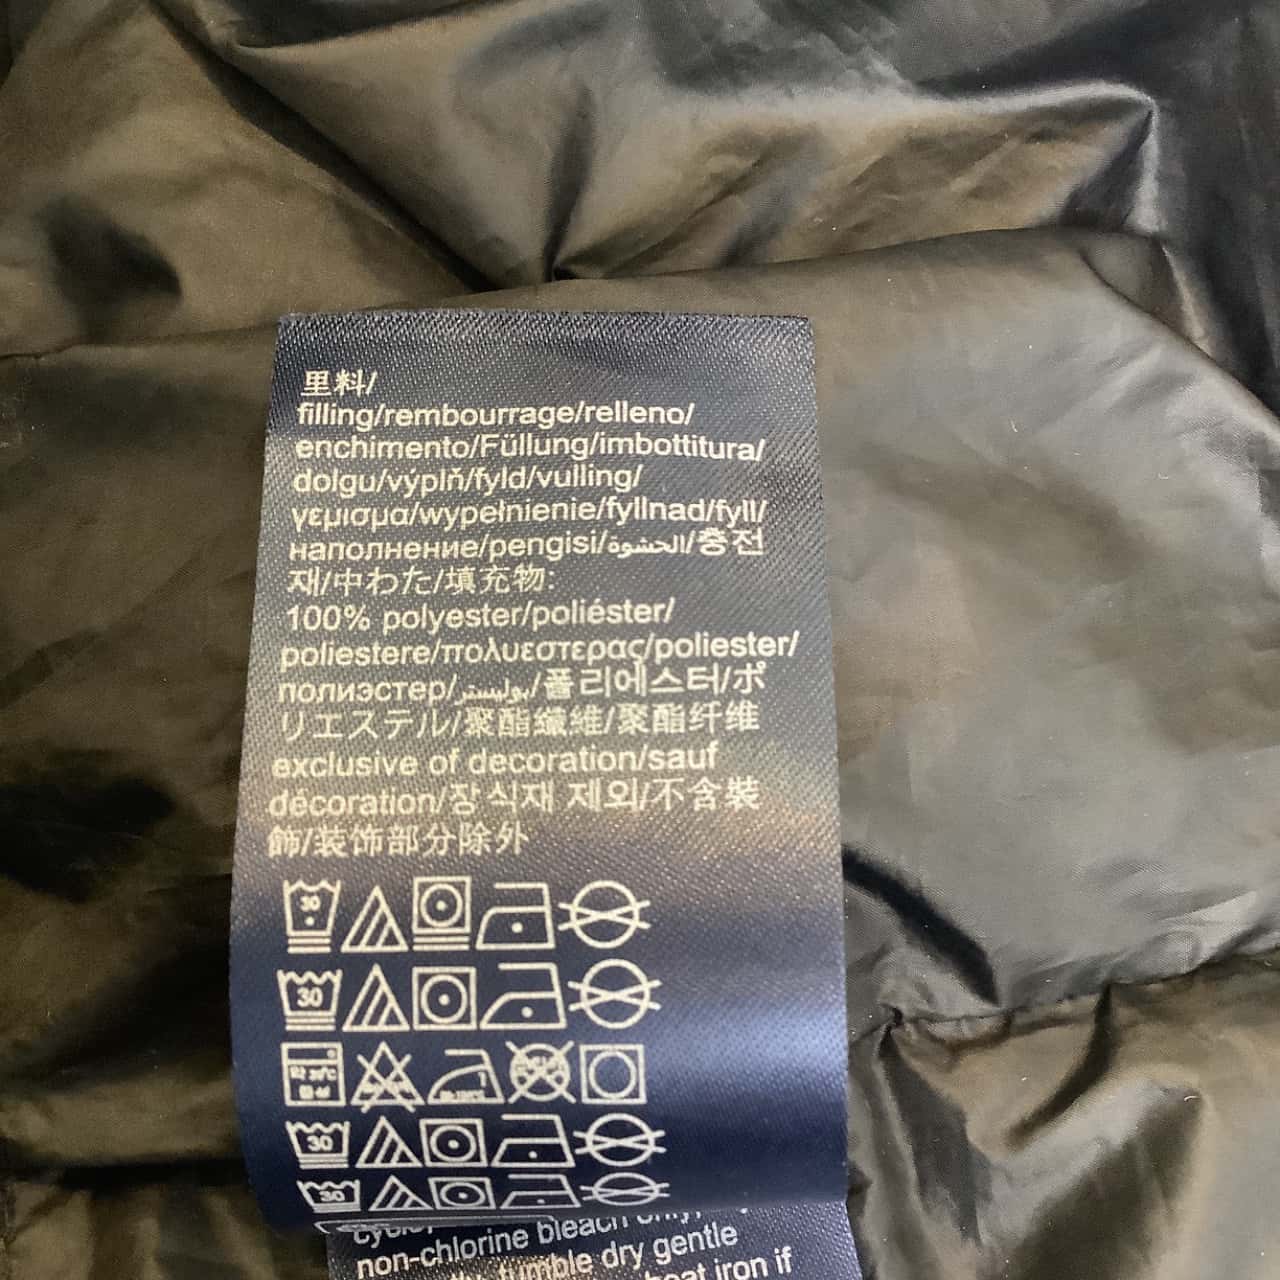 里料/
filling/rembourrage/relleno/
enchimento/Füllung/imbottitura/
dolgu/výplň/fyld/vulling/
γεμισμα/wypełnienie/fyllnad/fyll/
наполнение/pengisi/الحشوة/충전
재/中わた/填充物:
100% polyester/poliéster/
poliestere/πολυεστερας/poliester/
полиэстер/بوليستر/폴리에스터/ポ
リエステル/聚酯纖維/聚酯纤维
exclusive of decoration/sauf
décoration/장식재 제외/不含裝
飾/装饰部分除外
30
30
30
30
non-chlorine bleach only,
non-chlorine bleach
tumble dry gentle
heat iron if